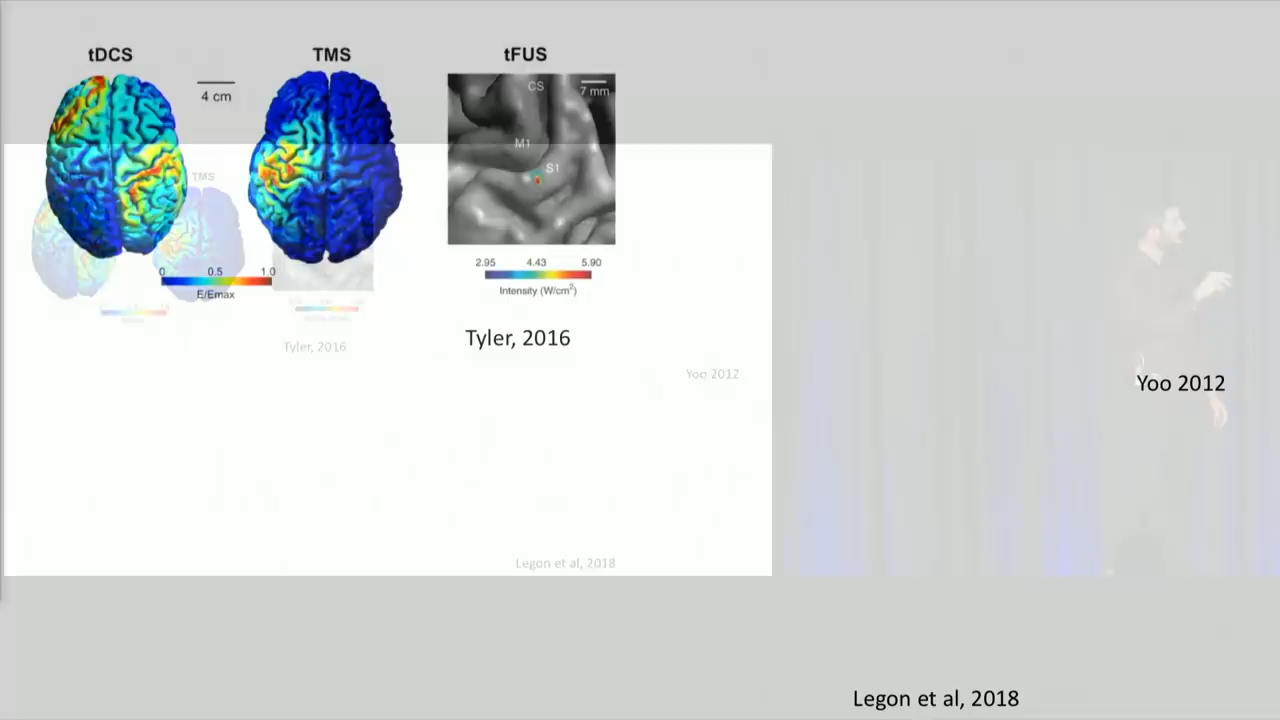 tDCS
TMS
tFUS
4 cm
CS
7 mm
M1
S1
TMS
0 0.5 1.0
E/Emax
2.95 4.43 5.90
Intensity (W/cm²)
Tyler, 2016
Tyler, 2016
Yoo 2012
Yoo 2012
Legon et al, 2018
Legon et al, 2018